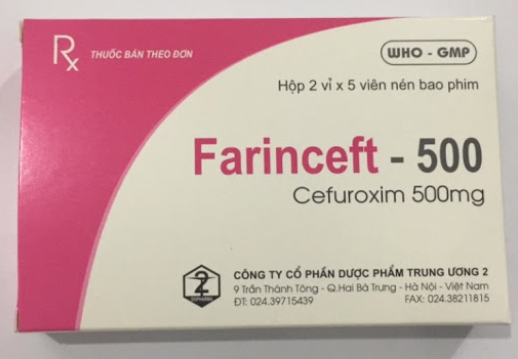 Rx THUỐC BÁN THEO ĐƠN
WHO - GMP
Hộp 2 vỉ x 5 viên nén bao phim
Farinceft - 500
Cefuroxim 500mg
2
CÔNG TY CỔ PHẦN DƯỢC PHẨM TRUNG ƯƠNG 2
9 Trần Thánh Tông - Q.Hai Bà Trưng - Hà Nội - Việt Nam
ĐT: 024.39715439 FAX: 024.38211815